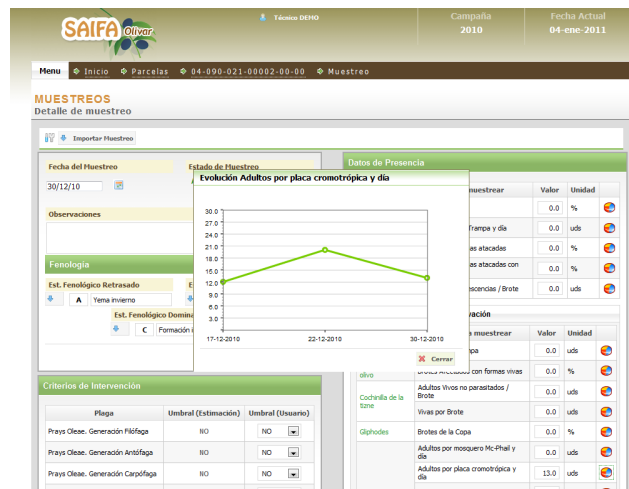 SAIFA Olivar
Técnico DEMO
Campaña
2010
Fecha Actual
04-ene-2011
Menu Inicio Parcelas 04-090-021-00002-00-00 Muestreo
MUESTREOS
Detalle de muestreo
Importar Muestreo
Fecha del Muestreo
Estado de Muestreo
30/12/10
Observaciones
Fenología
Est. Fenológico Retrasado
A Yema invierno
Est. Fenológico Domina
C Formación
Criterios de Intervención
Plaga Umbral (Estimación) Umbral (Usuario)
Prays Oleae. Generación Filófaga NO NO
Prays Oleae. Generación Antófaga NO NO
Prays Oleae. Generación Carpófaga NO NO
Evolución Adultos por placa cromotrópica y día
30.0
27.0
24.0
21.0
18.0
15.0
12.0
9.0
6.0
3.0
17-12-2010 22-12-2010 30-12-2010
Cerrar
Datos de Presencia
muestrear Valor Unidad
0.0 %
Trampa y día 0.0 uds
as atacadas 0.0 %
as atacadas con 0.0 %
escencias / Brote 0.0 uds
vación
a muestrear Valor Unidad
opa 0.0 uds
olivo
Brotes Afectados con formas vivas 0.0 %
Cochinilla de la tizne
Adultos Vivos no parasitados /
Brote 0.0 uds
Vivas por Brote 0.0 uds
Gliphodes Brotes de la Copa 0.0 %
Adultos por mosquero Mc-Phail y
día 0.0 uds
Adultos por placa cromotrópica y
día 13.0 uds